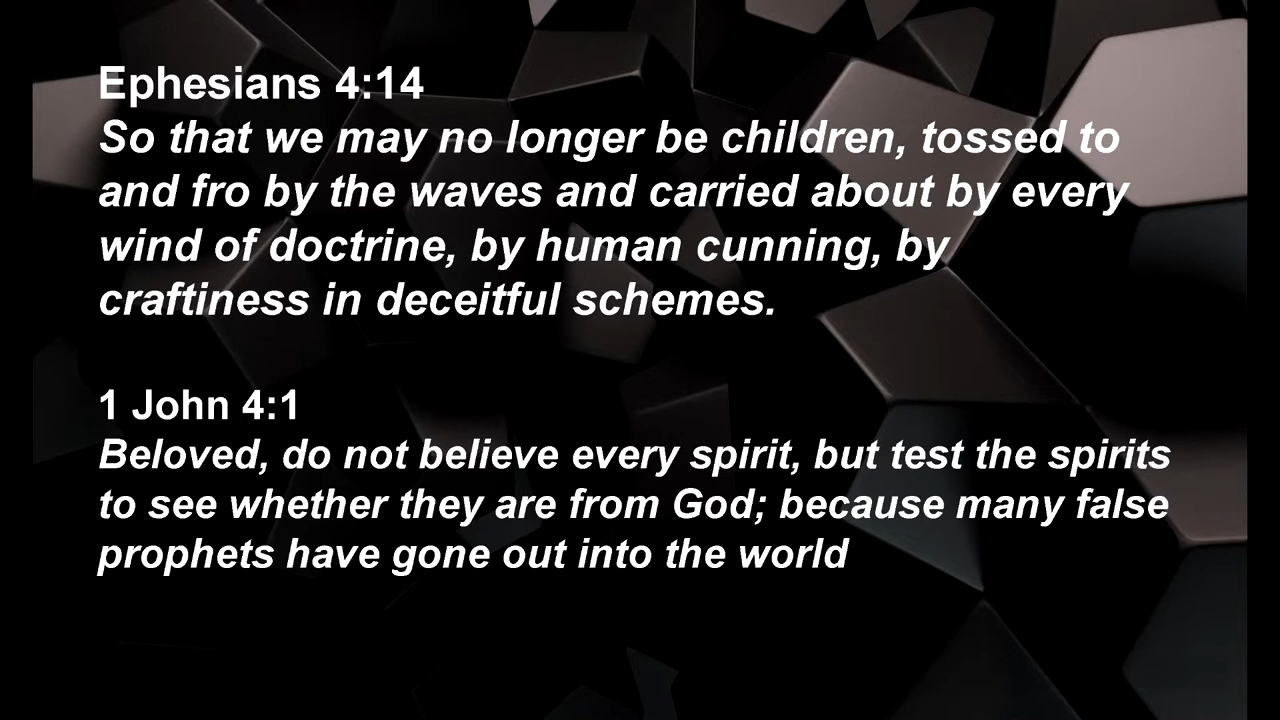 Ephesians 4:14
So that we may no longer be children, tossed to
and fro by the waves and carried about by every
wind of doctrine, by human cunning, by
craftiness in deceitful schemes.
1 John 4:1
Beloved, do not believe every spirit, but test the spirits
to see whether they are from God; because many false
prophets have gone out into the world